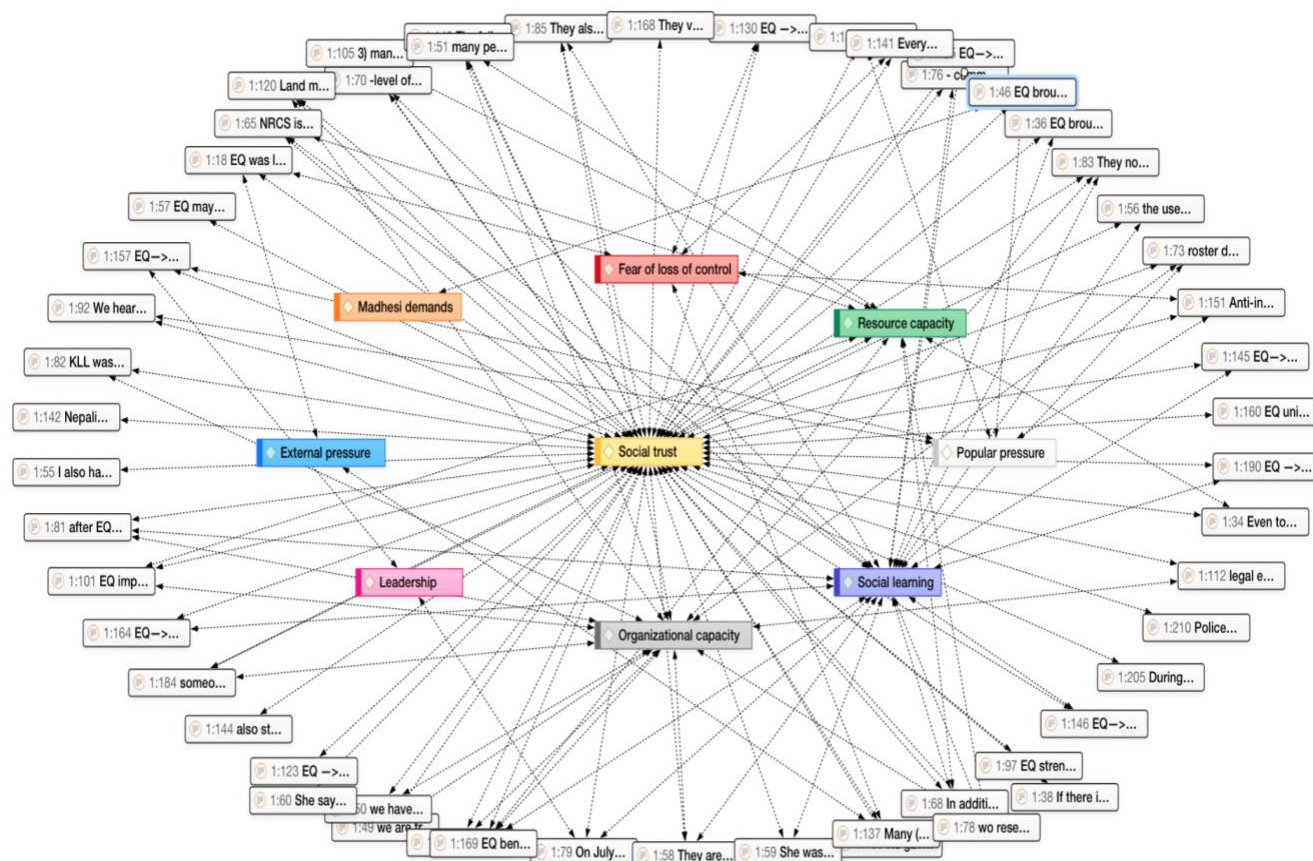 1:85 They als...
1:168 They v...
1:130 EQ –>...
1:141 Every...
1:51 many pe...
1:105 3) man...
EQ–>...
1:76 - comm...
1:70 -level of...
1:120 Land m...
1:46 EQ brou...
1:65 NRCS is...
1:36 EQ brou...
1:18 EQ was l...
1:83 They no...
1:57 EQ may...
1:56 the use...
1:157 EQ–>...
1:73 roster d...
Fear of loss of control
Madhesi demands
1:92 We hear...
1:151 Anti-in...
Resource capacity
1:82 KLL was...
1:145 EQ–>...
1:142 Nepali...
1:160 EQ uni...
External pressure
Social trust
Popular pressure
1:55 I also ha...
1:190 EQ –>...
1:81 after EQ...
1:34 Even to...
1:101 EQ imp...
Leadership
Social learning
1:112 legal e...
1:164 EQ–>...
Organizational capacity
1:210 Police...
1:184 someo...
1:205 During...
1:144 also st...
1:146 EQ–>...
1:123 EQ –>...
1:97 EQ stren...
1:60 She say...
1:38 If there i...
50 we have...
1:68 In additi...
1:49 we are tr
1:78 wo rese...
1:169 EQ ben...
1:137 Many (...
1:79 On July...
1:58 They are...
1:59 She was...